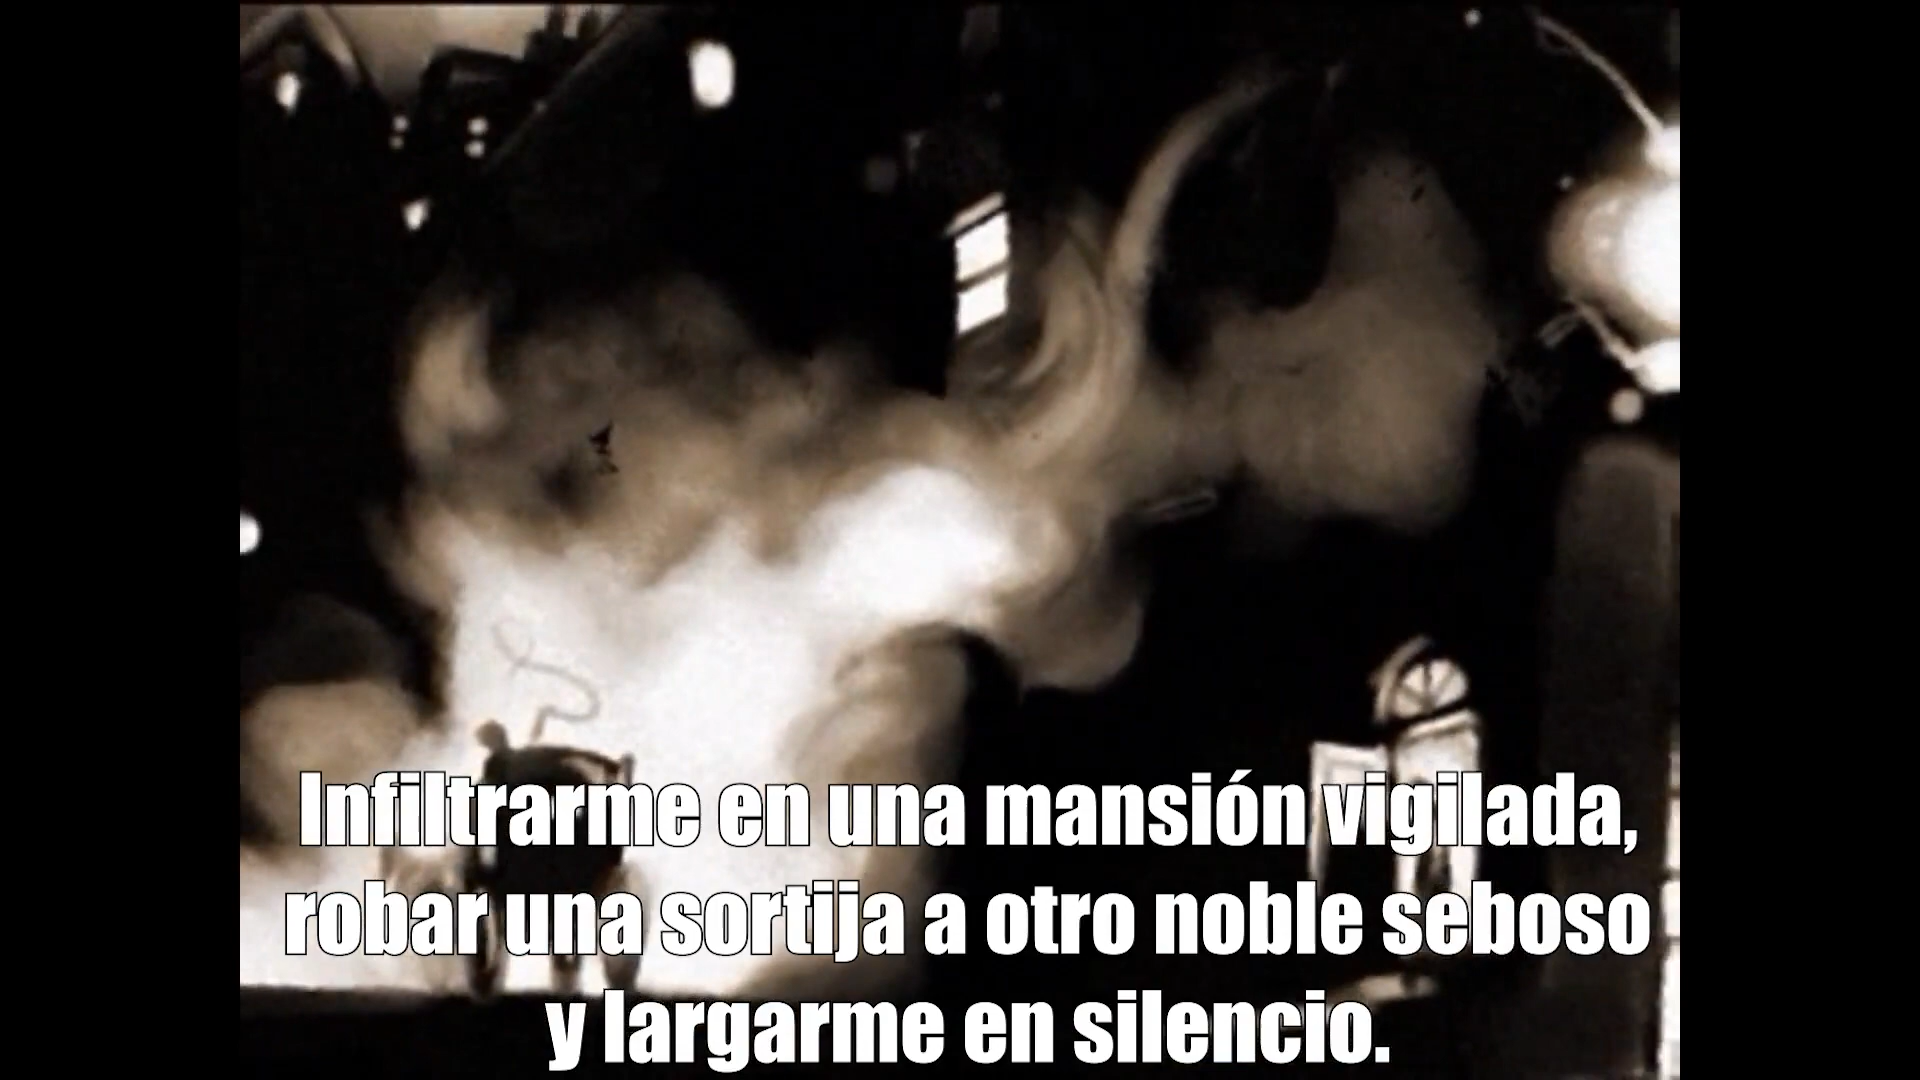 Infiltrarme en una mansión vigilada,
robar una sortija a otro noble seboso
y largarme en silencio.